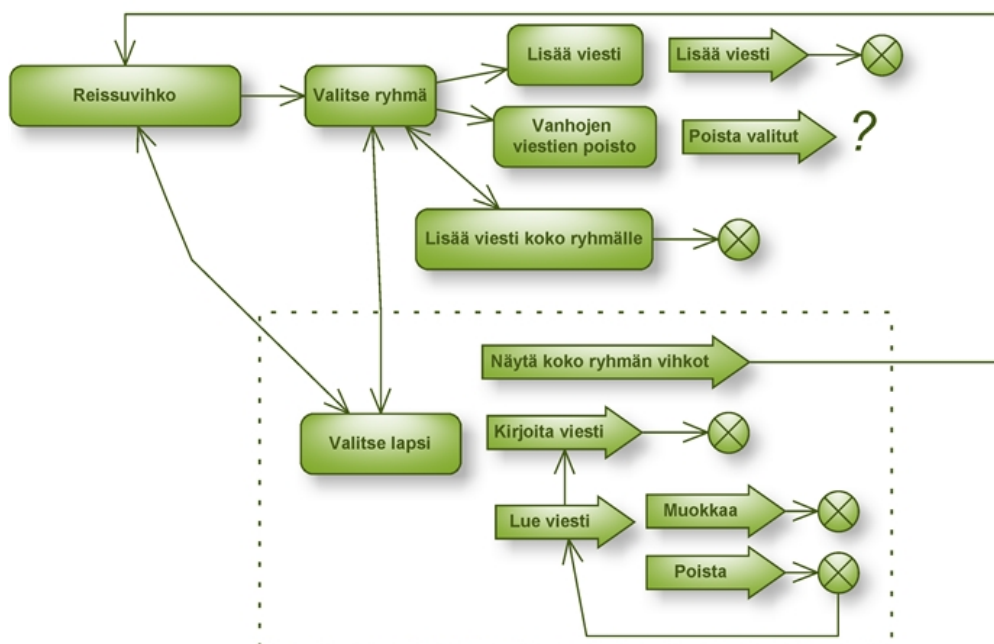 Lisää viesti
Lisää viesti
Reissuvihko
Valitse ryhmä
Vanhojen
viestien poisto
Poista valitut
?
Lisää viesti koko ryhmälle
Näytä koko ryhmän vihkot
Valitse lapsi
Kirjoita viesti
Lue viesti
Muokkaa
Poista